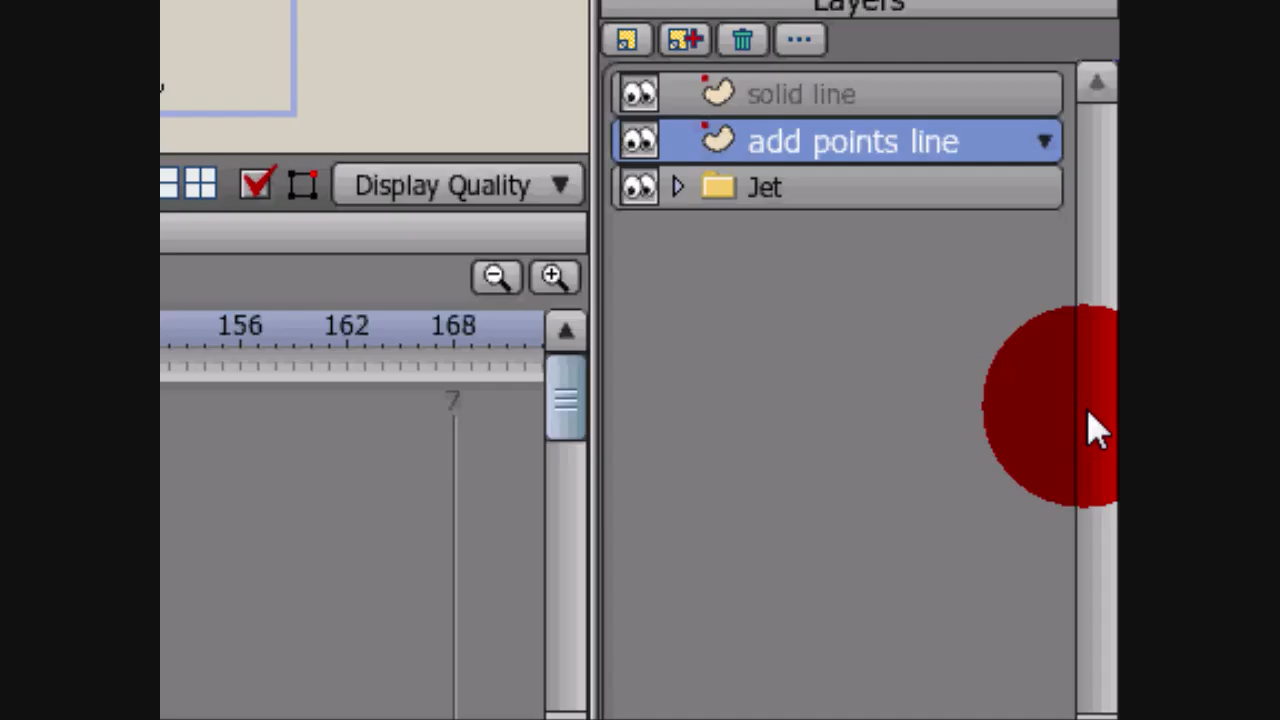 Layers
solid line
add points line
Jet
Display Quality
156 162 168
7